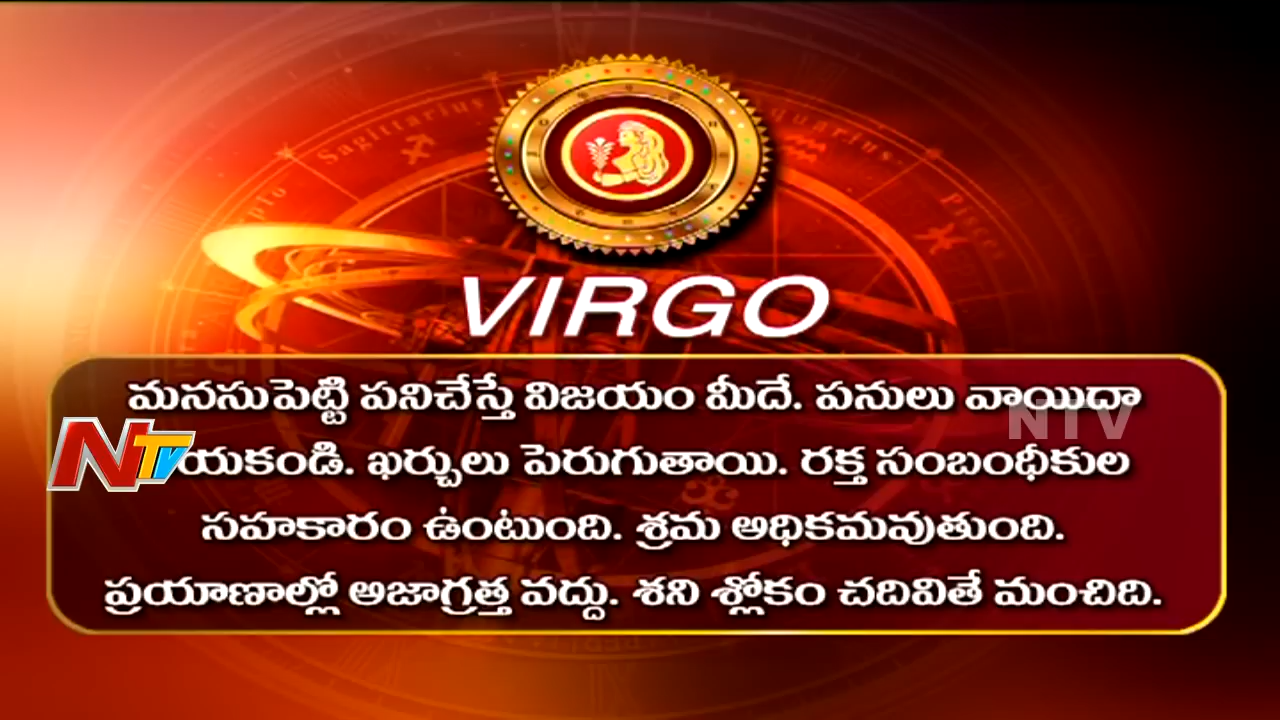 Sagittarius
VIRGO
మనసుపెట్టి పనిచేస్తే విజయం మీదే. పనులు వాయిదా
NTV
NTV
ఖర్చులు పెరుగుతాయి. రక్త సంబంధీకుల
సహకారం ఉంటుంది. శ్రమ అధికమవుతుంది.
ప్రయాణాల్లో అజాగ్రత్త వద్దు. శని శ్లోకం చదివితే మంచిది.